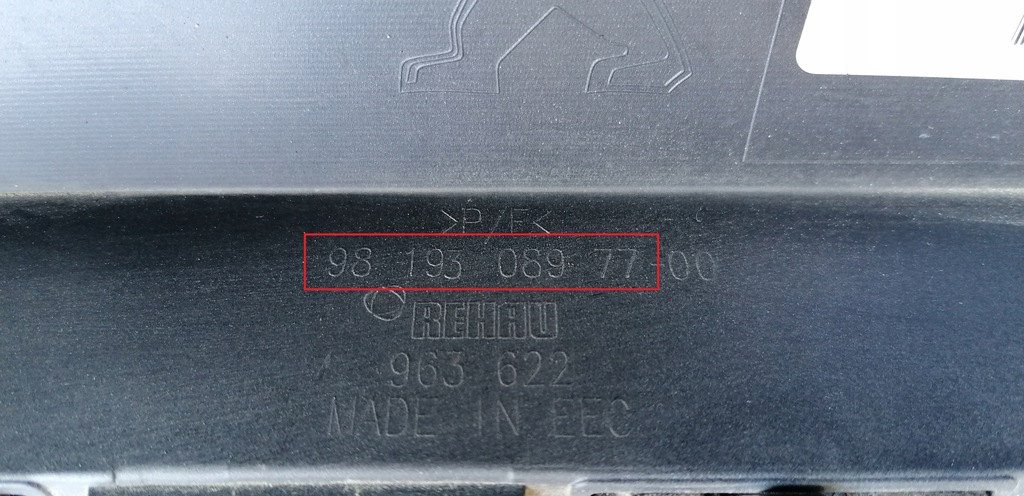 >P/E<
98 193 089 77 00
REHAU
963 622
MADE IN EEC